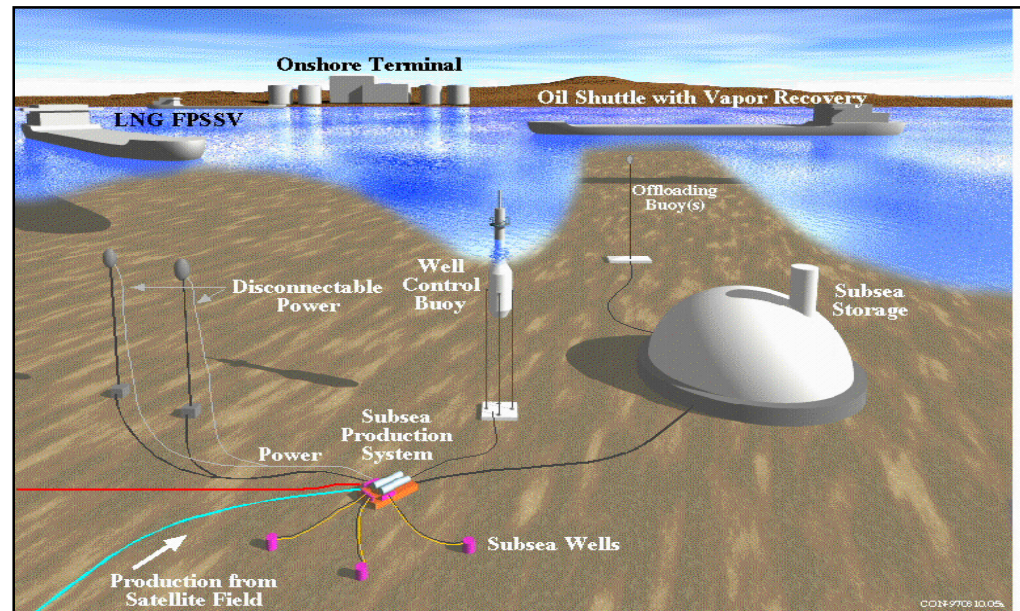 Onshore Terminal
Oil Shuttle with Vapor Recovery
LNG FPSSV
Offloading
Buoy(s)
Well
Control
Buoy
Disconnectable
Power
Subsea
Storage
Subsea
Production
System
Power
Subsea Wells
Production from
Satellite Field